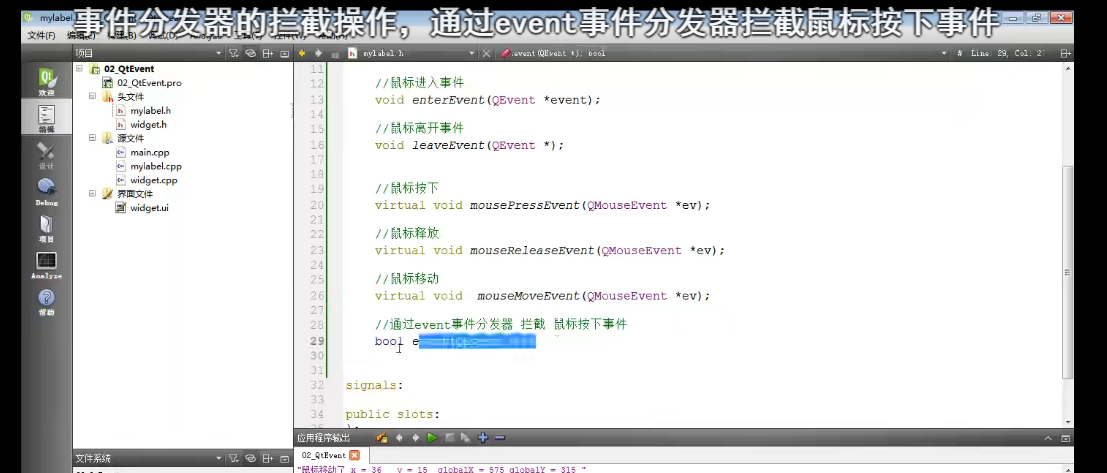 事件分发器的拦截操作，通过event事件分发器拦截鼠标按下事件
项目
mylabel.h
event(QEvent *): bool
# Line: 29, Col: 2
欢迎
编辑
设计
Debug
项目
Analyze
帮助
02_QtEvent
02_QtEvent.pro
头文件
mylabel.h
widget.h
源文件
main.cpp
mylabel.cpp
widget.cpp
界面文件
widget.ui
11
12 //鼠标进入事件
13 void enterEvent(QEvent *event);
14
15 //鼠标离开事件
16 void leaveEvent(QEvent *);
17
18
19 //鼠标按下
20 virtual void mousePressEvent(QMouseEvent *ev);
21
22 //鼠标释放
23 virtual void mouseReleaseEvent(QMouseEvent *ev);
24
25 //鼠标移动
26 virtual void mouseMoveEvent(QMouseEvent *ev);
27
28 //通过event事件分发器 拦截 鼠标按下事件
29 bool e
30
31
32 signals:
33
34 public slots:
应用程序输出
02_QtEvent
文件系统
"鼠标移动了 x = 36 y = 15 globalX = 575 globalY = 315 "